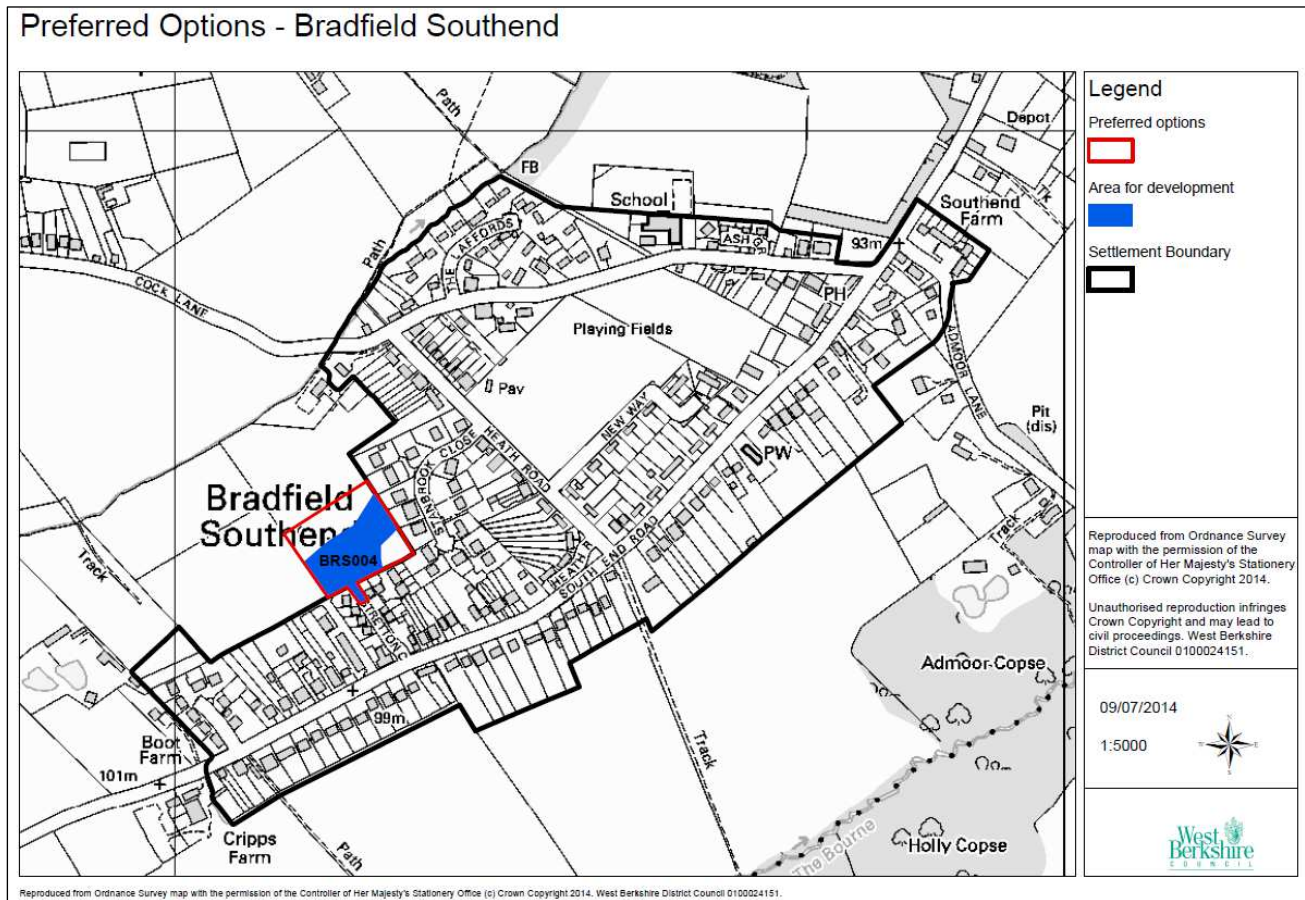 Preferred Options - Bradfield Southend
Path
FB
School
Depot
Tk
Southend
Farm
ASH GR
93m
THE LAFFORDS
Path
COCK LANE
PH
Playing Fields
ADMOOR LANE
Pav
NEW WAY
Pit
(dis)
HEATH ROAD
STANBROOK CLOSE
PW
Bradfield
Southend
BRS004
Track
Track
HEATH R
SOUTH END ROAD
STRETTON C
Admoor Copse
99m
Boot
Farm
Track
101m
Cripps
Farm
Path
The Bourne
Holly Copse
Legend
Preferred options
Area for development
Settlement Boundary
Reproduced from Ordnance Survey
map with the permission of the
Controller of Her Majesty's Stationery
Office (c) Crown Copyright 2014.
Unauthorised reproduction infringes
Crown Copyright and may lead to
civil proceedings. West Berkshire
District Council 0100024151.
09/07/2014
1:5000
N
W
E
S
West
Berkshire
COUNCIL
Reproduced from Ordnance Survey map with the permission of the Controller of Her Majesty's Stationery Office (c) Crown Copyright 2014. West Berkshire District Council 0100024151.